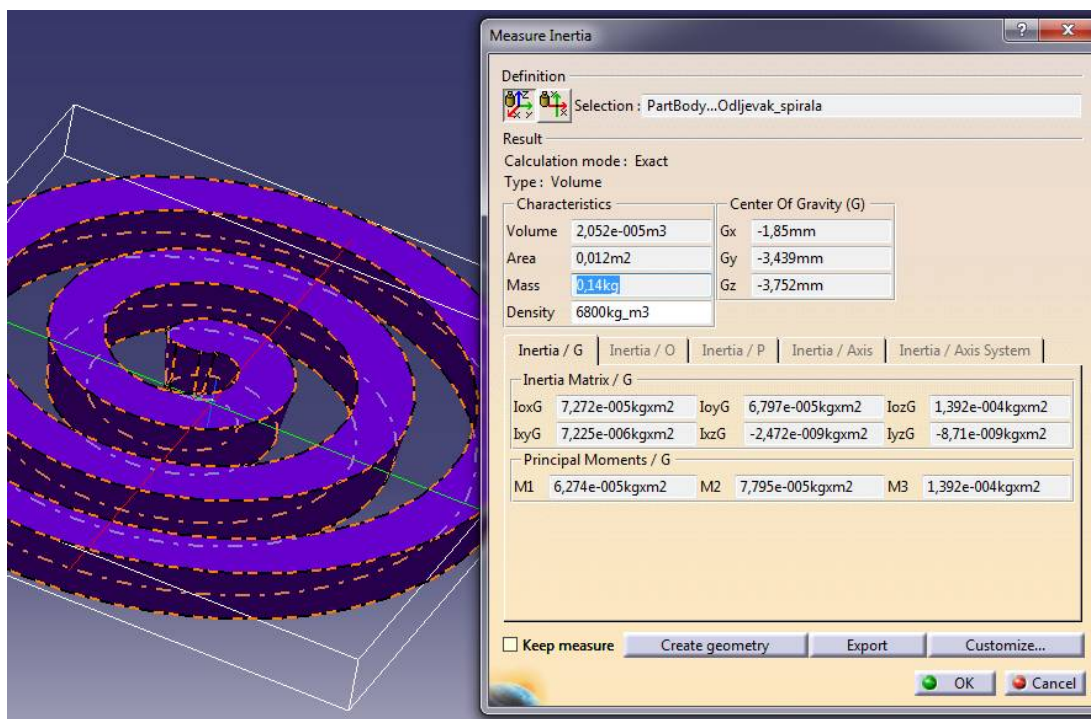 Measure Inertia
Definition
Selection : PartBody...Odljevak_spirala
Result
Calculation mode : Exact
Type : Volume
Characteristics Center Of Gravity (G)
Volume 2,052e-005m3 Gx -1,85mm
Area 0,012m2 Gy -3,439mm
Mass 0,14kg Gz -3,752mm
Density 6800kg_m3
Inertia / G Inertia / O Inertia / P Inertia / Axis Inertia / Axis System
Inertia Matrix / G
IoxG 7,272e-005kgxm2 IoyG 6,797e-005kgxm2 IozG 1,392e-004kgxm2
IxyG 7,225e-006kgxm2 IxzG -2,472e-009kgxm2 IyzG -8,71e-009kgxm2
Principal Moments / G
M1 6,274e-005kgxm2 M2 7,795e-005kgxm2 M3 1,392e-004kgxm2
Keep measure Create geometry Export Customize...
OK Cancel